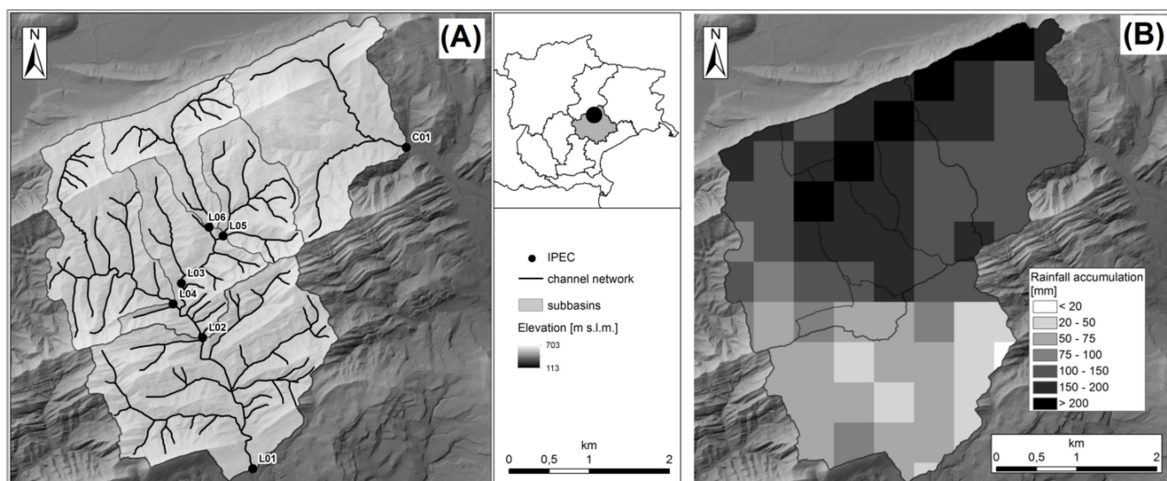 N
(A)
C01
L06
L05
L03
L04
L02
L01
IPEC
channel network
subbasins
Elevation [m s.l.m.]
703
113
km
0 0,5 1 2
N
(B)
Rainfall accumulation
[mm]
< 20
20 - 50
50 - 75
75 - 100
100 - 150
150 - 200
> 200
km
0 0,5 1 2